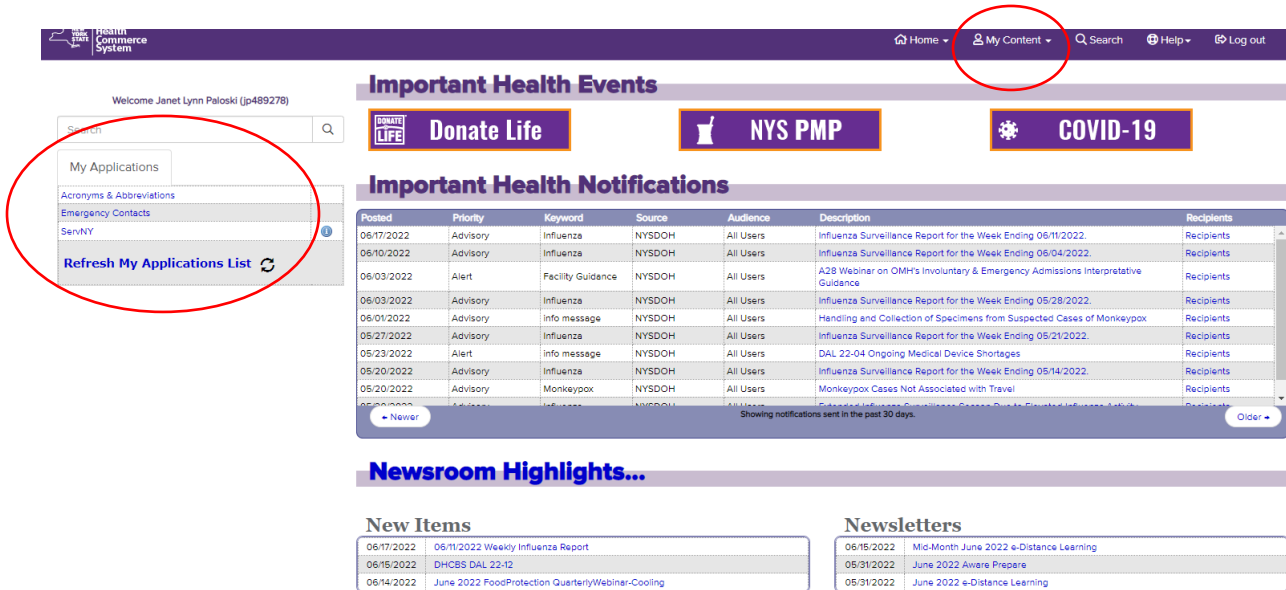 NEW YORK STATE Health Commerce System
Home
My Content
Search
Help
Log out
Welcome Janet Lynn Paloski (jp489278)
Search
My Applications
Acronyms & Abbreviations
Emergency Contacts
ServNY
Refresh My Applications List
Important Health Events
DONATE LIFE
Donate Life
NYS PMP
COVID-19
Important Health Notifications
Posted Priority Keyword Source Audience Description Recipients
06/17/2022 Advisory Influenza NYSDOH All Users Influenza Surveillance Report for the Week Ending 06/11/2022. Recipients
06/10/2022 Advisory Influenza NYSDOH All Users Influenza Surveillance Report for the Week Ending 06/04/2022. Recipients
06/03/2022 Alert Facility Guidance NYSDOH All Users A28 Webinar on OMH's Involuntary & Emergency Admissions Interpretative Guidance Recipients
06/03/2022 Advisory Influenza NYSDOH All Users Influenza Surveillance Report for the Week Ending 05/28/2022. Recipients
06/01/2022 Advisory info message NYSDOH All Users Handling and Collection of Specimens from Suspected Cases of Monkeypox Recipients
05/27/2022 Advisory Influenza NYSDOH All Users Influenza Surveillance Report for the Week Ending 05/21/2022. Recipients
05/23/2022 Alert info message NYSDOH All Users DAL 22-04 Ongoing Medical Device Shortages Recipients
05/20/2022 Advisory Influenza NYSDOH All Users Influenza Surveillance Report for the Week Ending 05/14/2022. Recipients
05/20/2022 Advisory Monkeypox NYSDOH All Users Monkeypox Cases Not Associated with Travel Recipients
Extended Influenza Surveillance Season Due to Elevated Influenza Activity
← Newer
Showing notifications sent in the past 30 days.
Older →
Newsroom Highlights...
New Items
06/17/2022 06/11/2022 Weekly Influenza Report
06/15/2022 DHCBS DAL 22-12
06/14/2022 June 2022 FoodProtection QuarterlyWebinar-Cooling
Newsletters
06/15/2022 Mid-Month June 2022 e-Distance Learning
05/31/2022 June 2022 Aware Prepare
05/31/2022 June 2022 e-Distance Learning